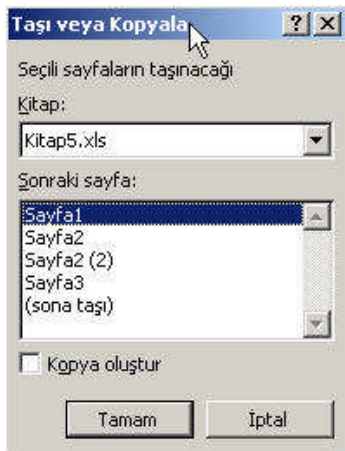 Taşı veya Kopyala
Seçili sayfaların taşınacağı
Kitap:
Kitap5.xls
Sonraki sayfa:
Sayfa1
Sayfa2
Sayfa2 (2)
Sayfa3
(sona taşı)
Kopya oluştur
Tamam İptal